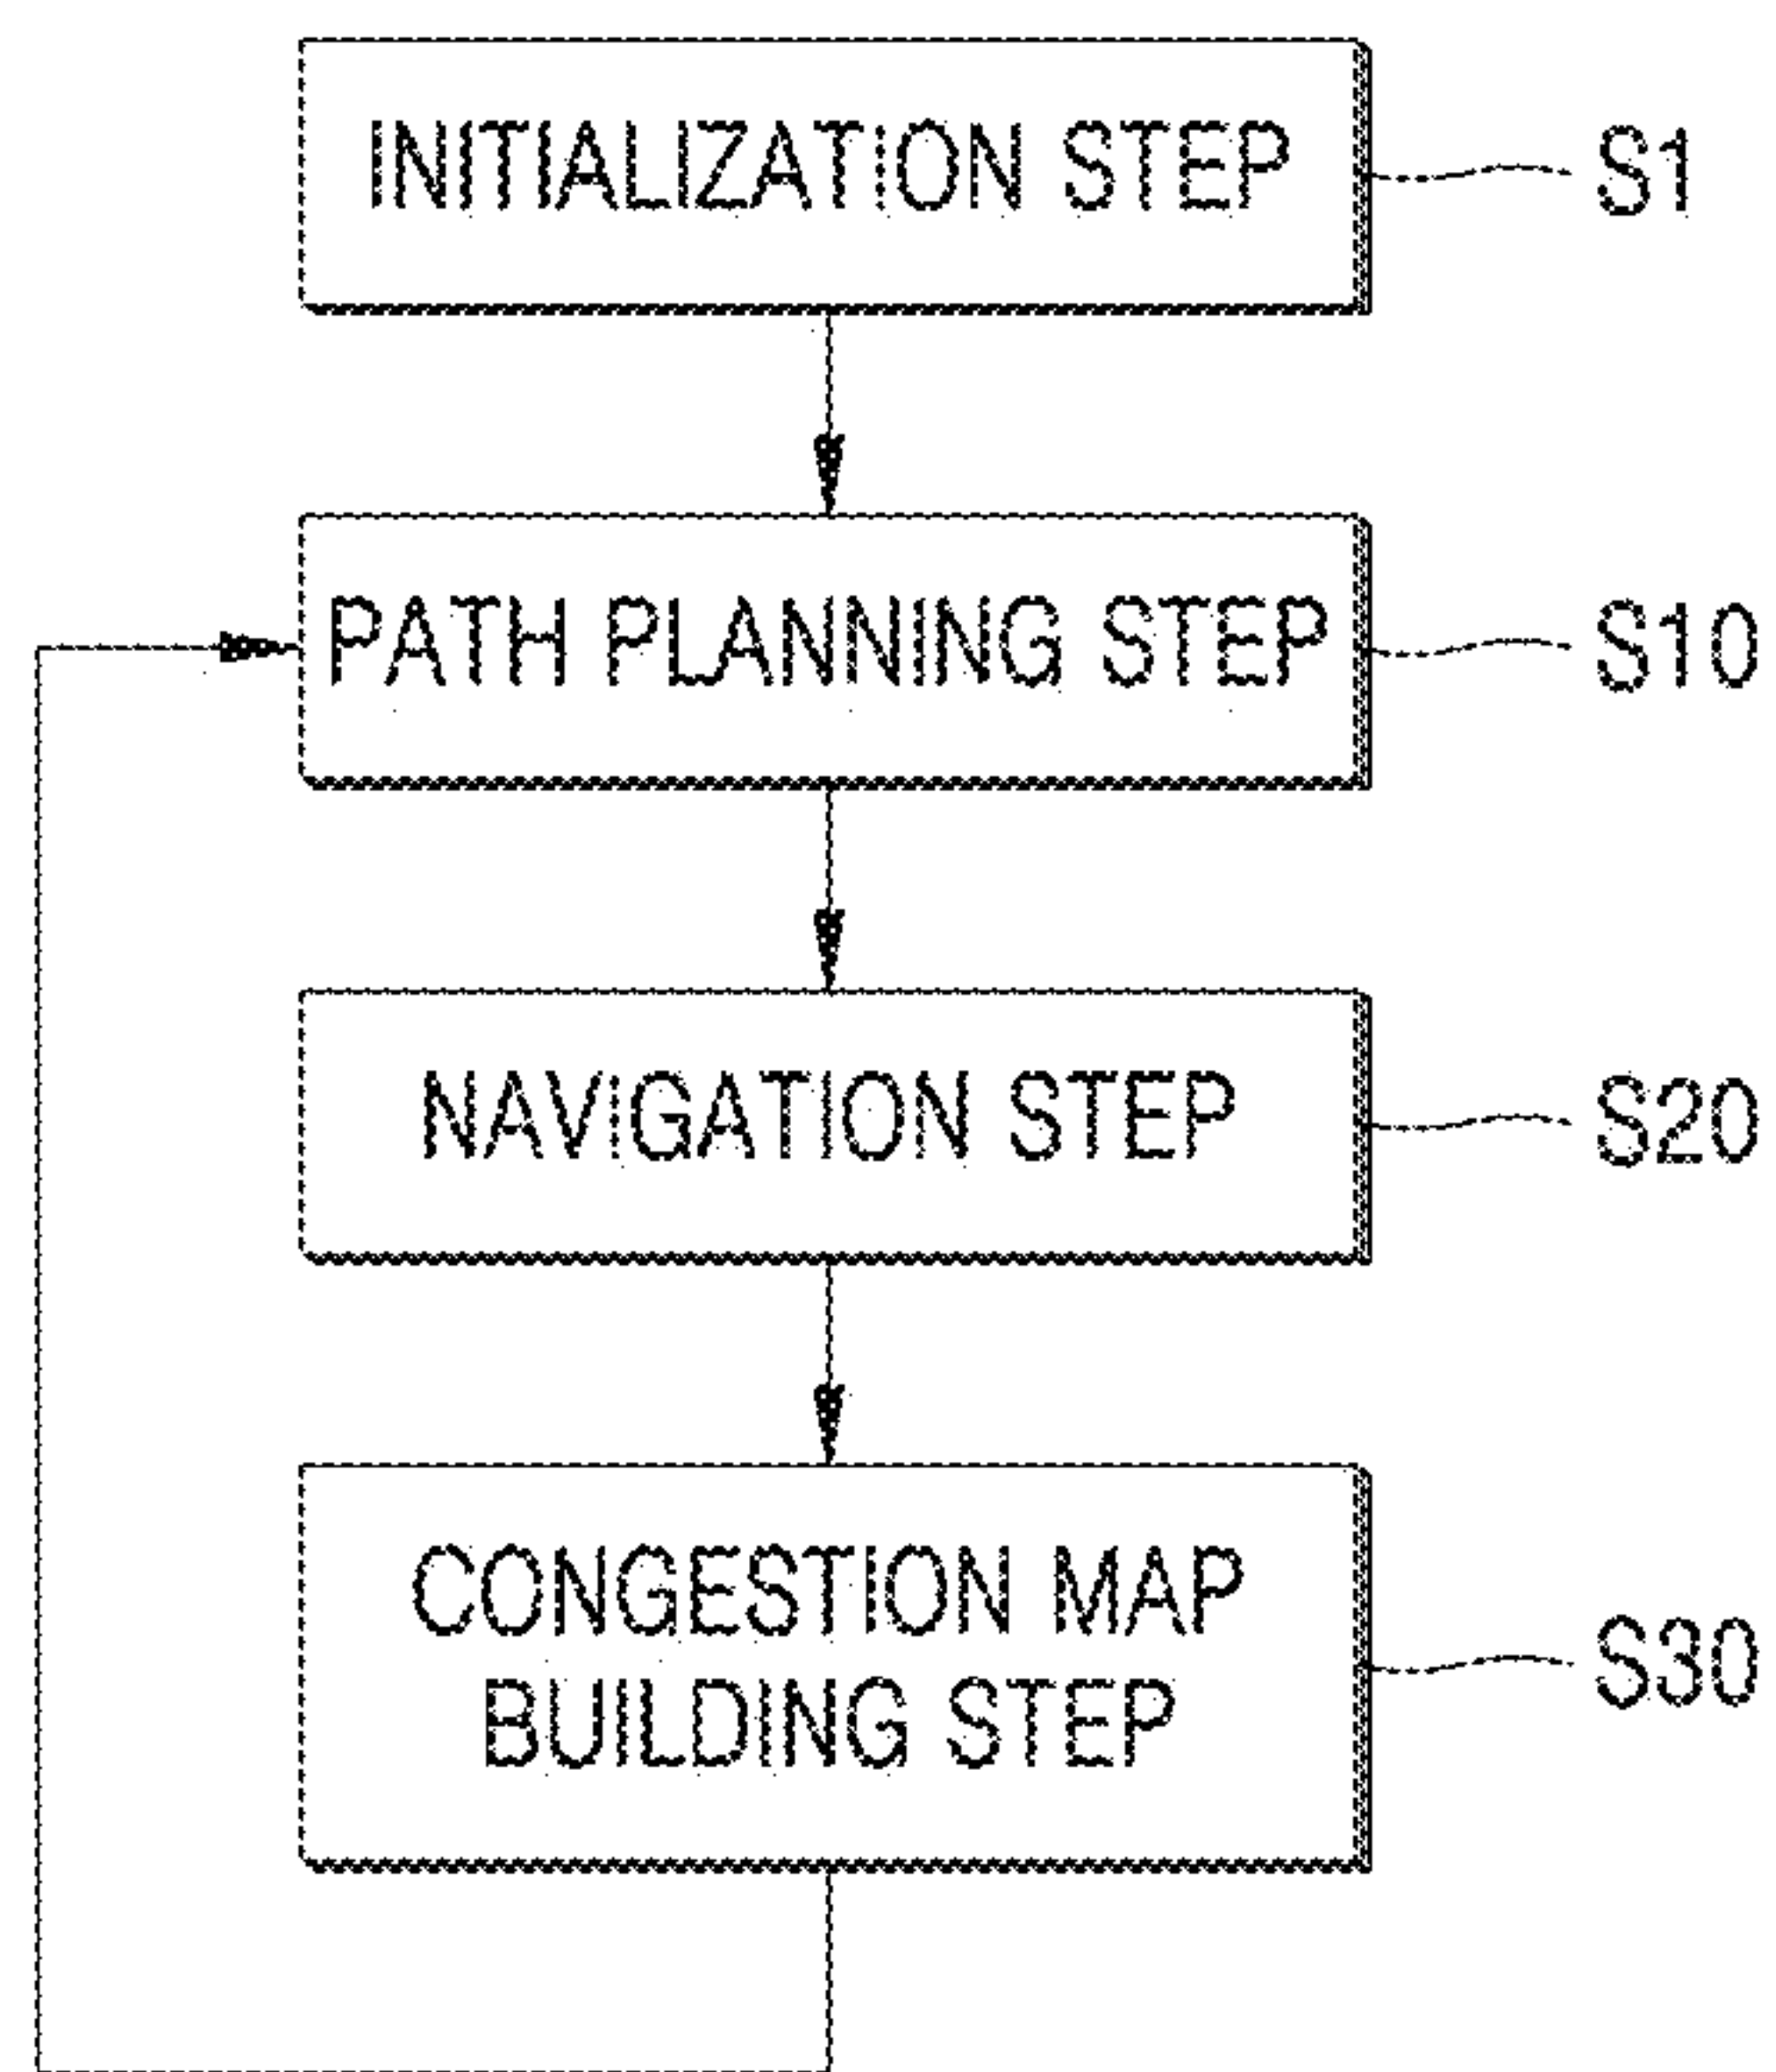 INITIALIZATION STEP
S1
PATH PLANNING STEP
S10
NAVIGATION STEP
S20
CONGESTION MAP
BUILDING STEP
S30